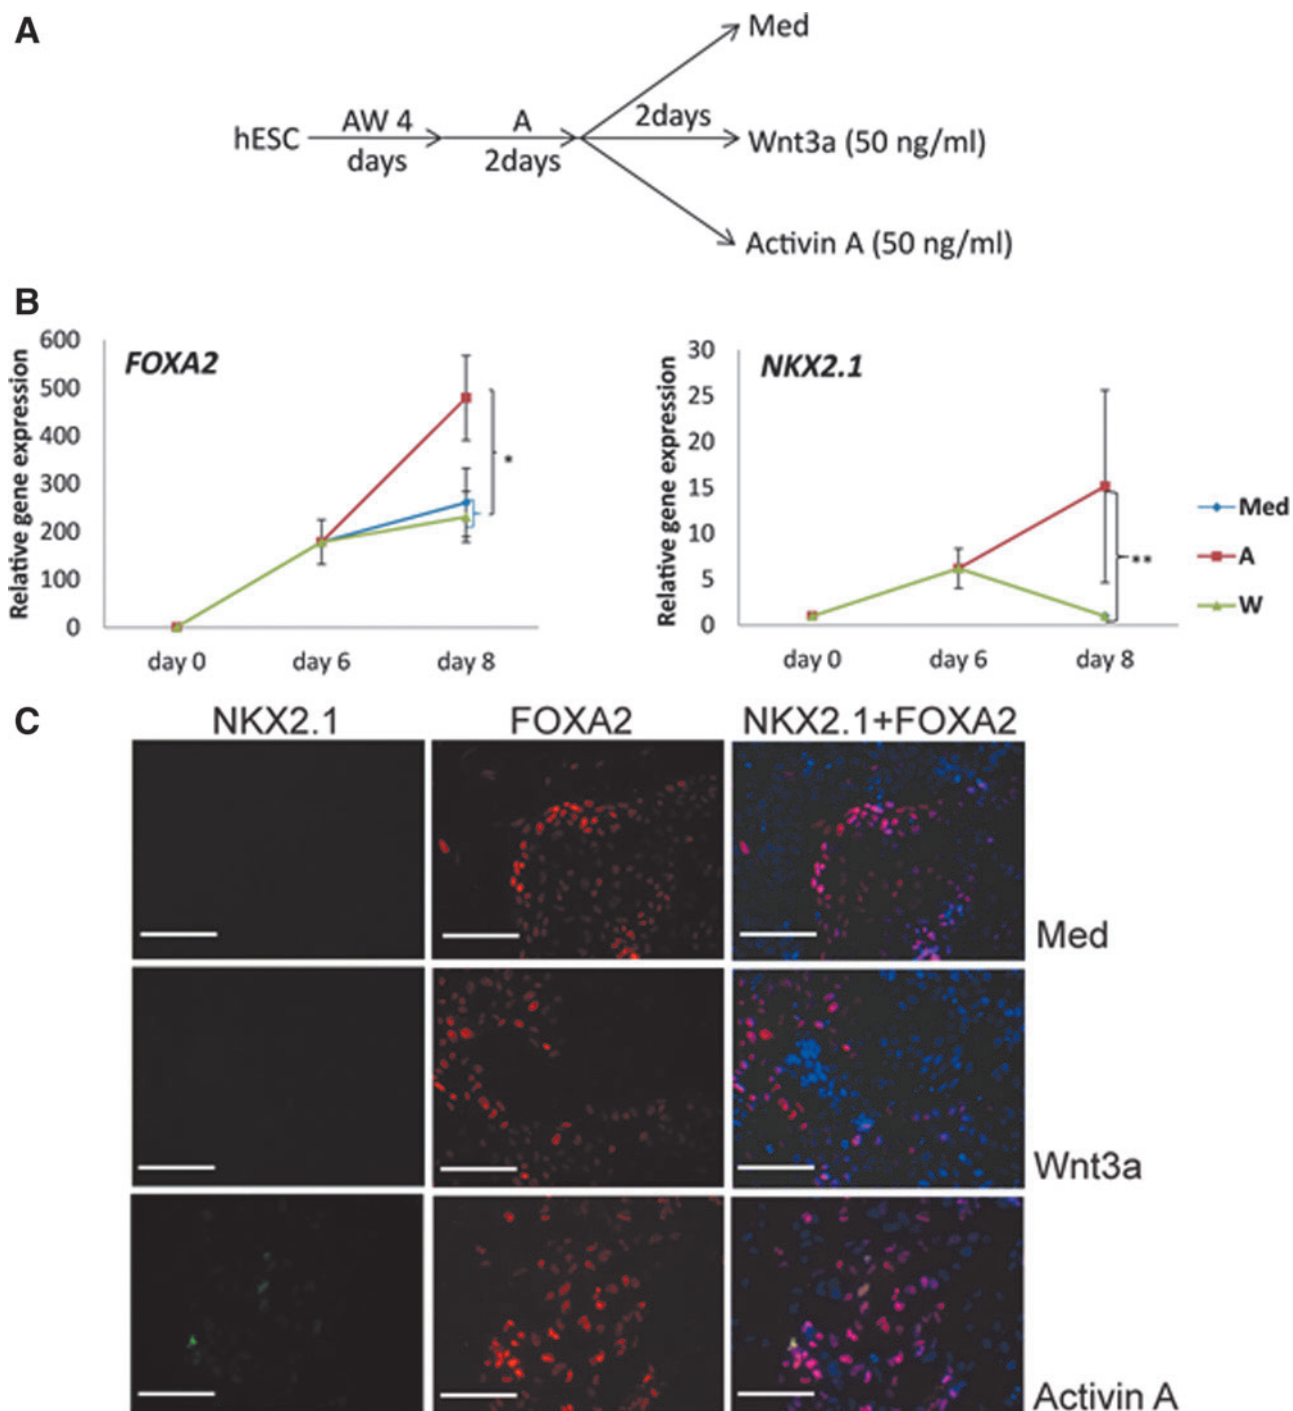 A
Med
AW 4
A
2days
hESC
Wnt3a (50 ng/ml)
days
2days
Activin A (50 ng/ml)
B
Relative gene expression
600
500
400
300
200
100
0
FOXA2
*
day 0
day 6
day 8
Relative gene expression
30
25
20
15
10
5
0
NKX2.1
**
day 0
day 6
day 8
Med
A
W
C
NKX2.1
FOXA2
NKX2.1+FOXA2
Med
Wnt3a
Activin A